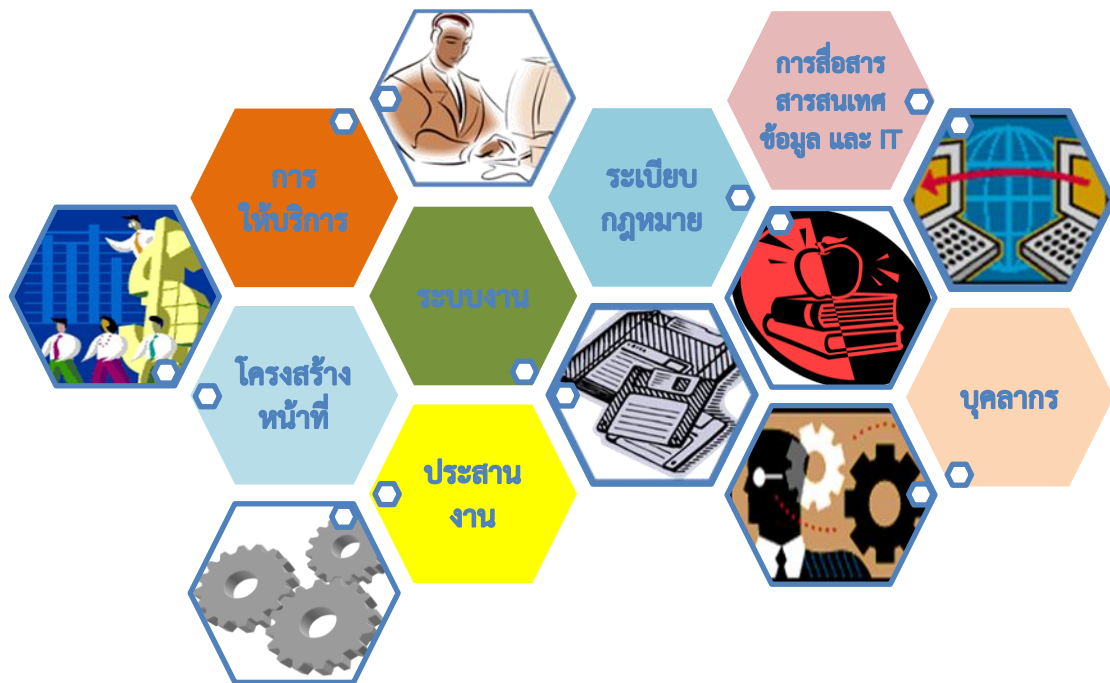 การสื่อสาร
สารสนเทศ
ข้อมูล และ IT
การ
ให้บริการ
ระเบียบ
กฎหมาย
ระบบงาน
โครงสร้าง
หน้าที่
บุคลากร
ประสาน
งาน